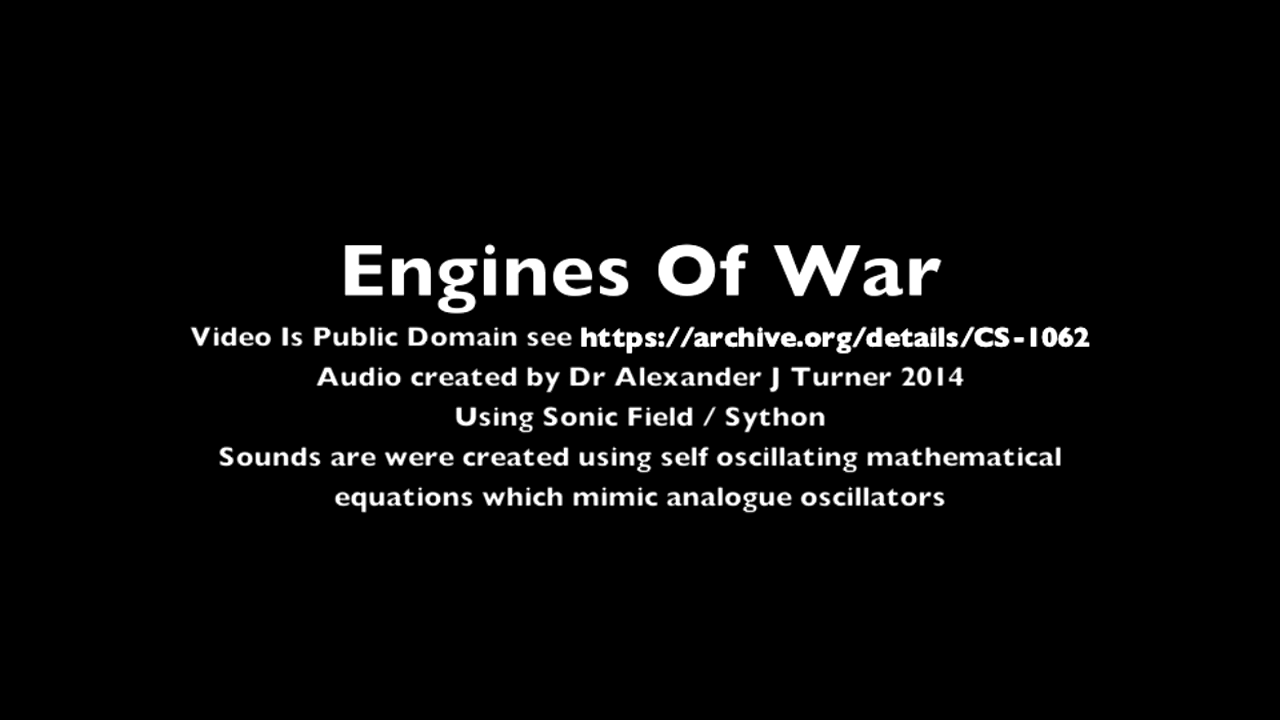 Engines Of War
Video Is Public Domain see https://archive.org/details/CS-1062
Audio created by Dr Alexander J Turner 2014
Using Sonic Field / Sython
Sounds are were created using self oscillating mathematical
equations which mimic analogue oscillators